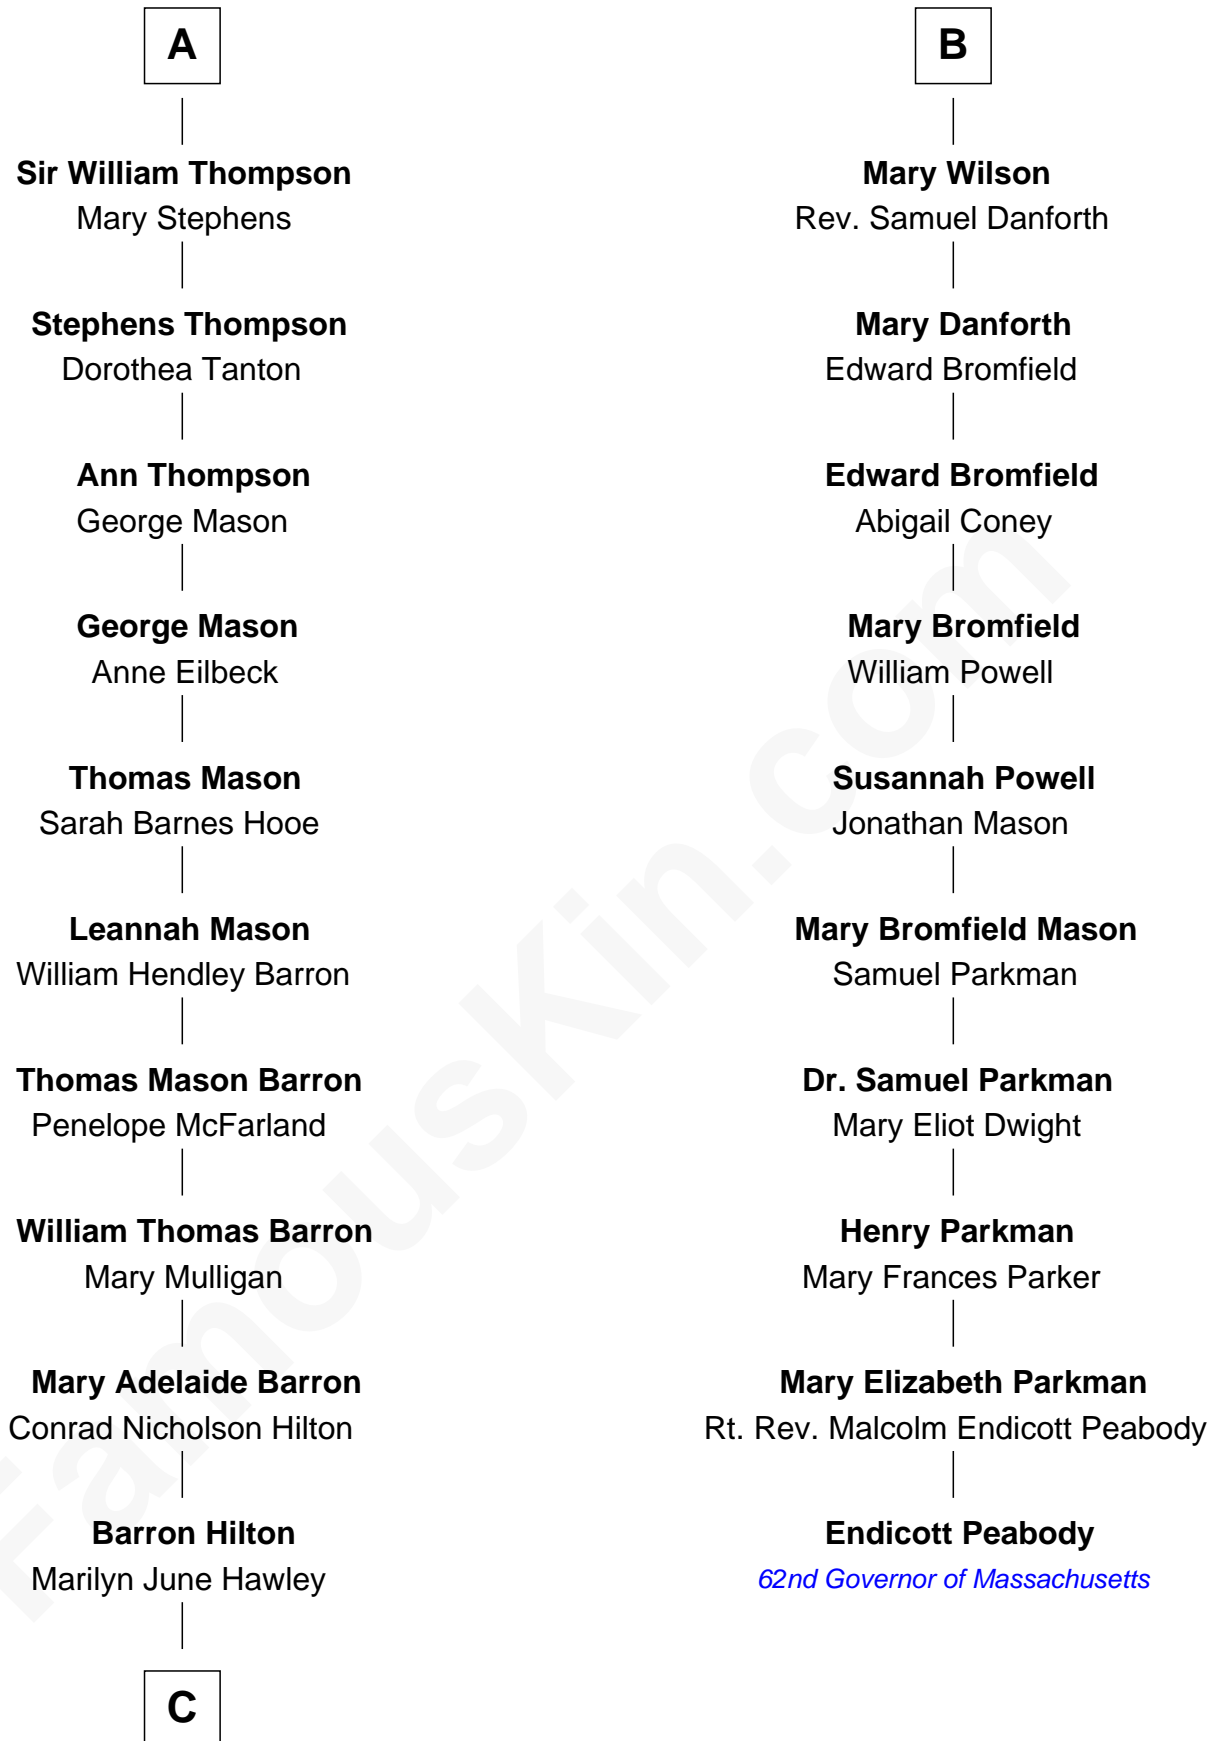 A
Sir William Thompson
Mary Stephens
Stephens Thompson
Dorothea Tanton
Ann Thompson
George Mason
George Mason
Anne Eilbeck
Thomas Mason
Sarah Barnes Hooe
Leannah Mason
William Hendley Barron
Thomas Mason Barron
Penelope McFarland
William Thomas Barron
Mary Mulligan
Mary Adelaide Barron
Conrad Nicholson Hilton
Barron Hilton
Marilyn June Hawley
C
B
Mary Wilson
Rev. Samuel Danforth
Mary Danforth
Edward Bromfield
Edward Bromfield
Abigail Coney
Mary Bromfield
William Powell
Susannah Powell
Jonathan Mason
Mary Bromfield Mason
Samuel Parkman
Dr. Samuel Parkman
Mary Eliot Dwight
Henry Parkman
Mary Frances Parker
Mary Elizabeth Parkman
Rt. Rev. Malcolm Endicott Peabody
Endicott Peabody
62nd Governor of Massachusetts
FamousKin.com